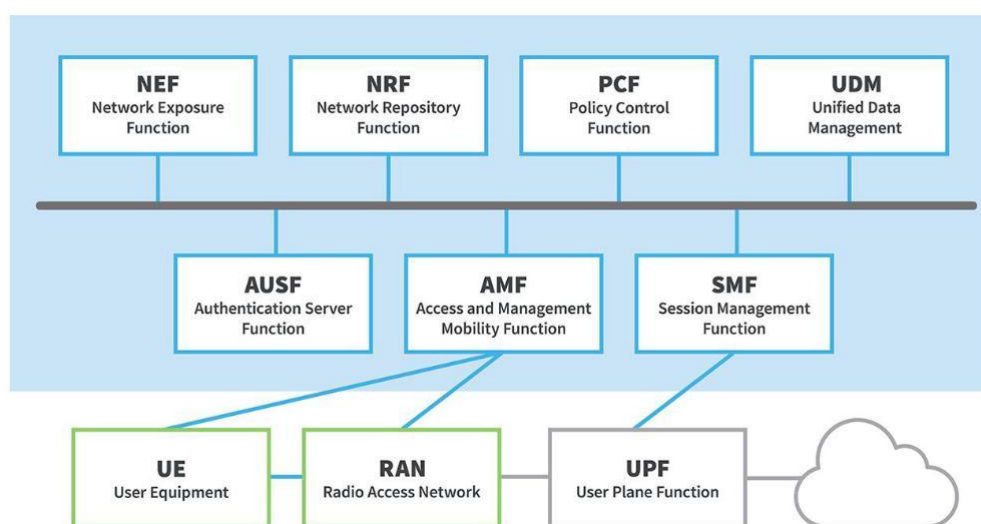 NEF
Network Exposure
Function
NRF
Network Repository
Function
PCF
Policy Control
Function
UDM
Unified Data
Management
AUSF
Authentication Server
Function
AMF
Access and Management
Mobility Function
SMF
Session Management
Function
UE
User Equipment
RAN
Radio Access Network
UPF
User Plane Function